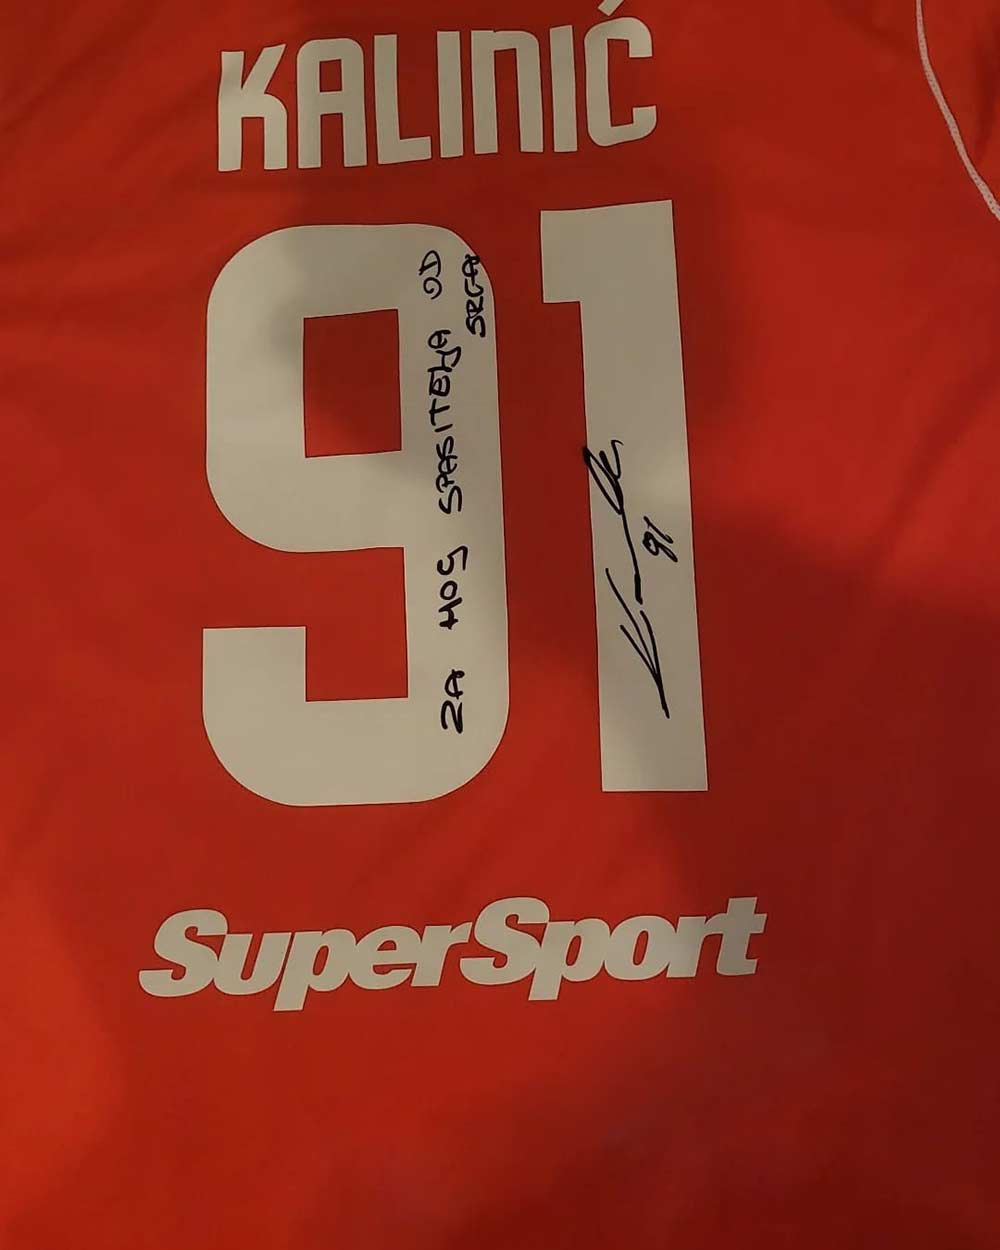 KALINIĆ
91
ZA MOG SPASITELJA OD
SRCA
91
SuperSport